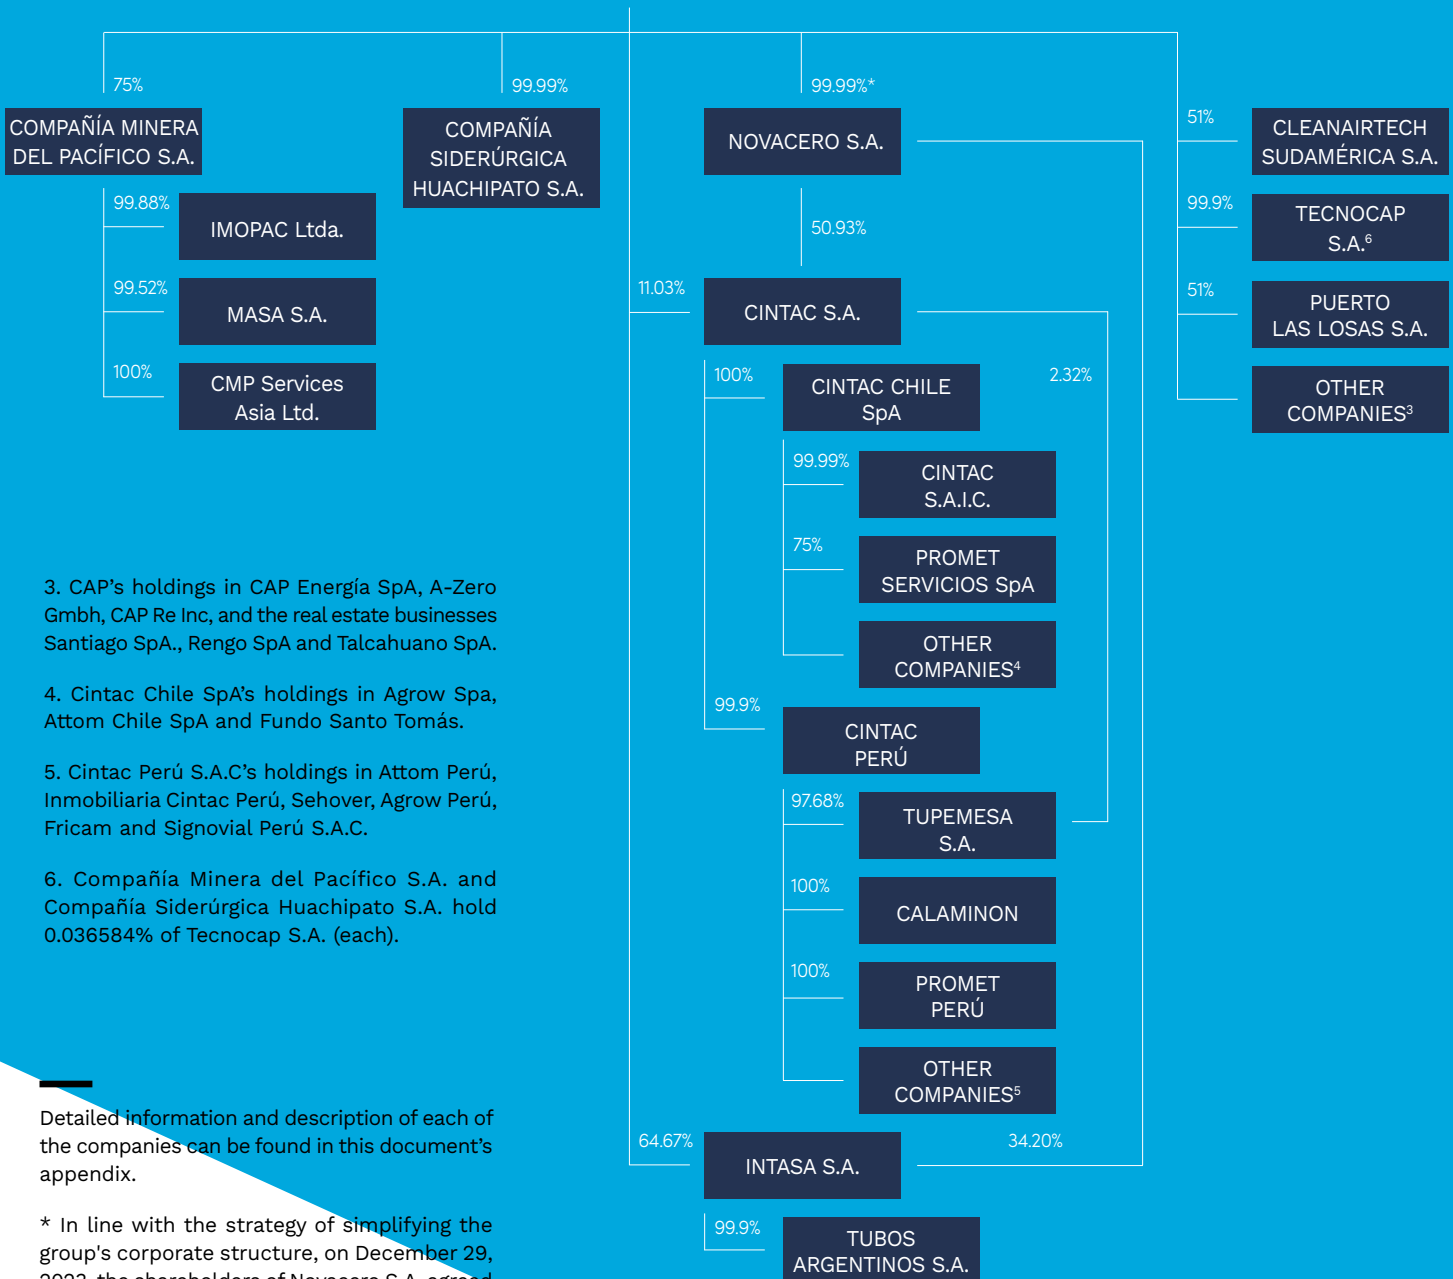 75%
COMPAÑÍA MINERA
DEL PACÍFICO S.A.
99.88%
IMOPAC Ltda.
99.52%
MASA S.A.
100%
CMP Services
Asia Ltd.
99.99%
COMPAÑÍA
SIDERÚRGICA
HUACHIPATO S.A.
99.99%*
NOVACERO S.A.
50.93%
11.03%
CINTAC S.A.
100%
CINTAC CHILE
SpA
2.32%
99.99%
CINTAC
S.A.I.C.
75%
PROMET
SERVICIOS SpA
OTHER
COMPANIES4
99.9%
CINTAC
PERÚ
97.68%
TUPEMESA
S.A.
100%
CALAMINON
100%
PROMET
PERÚ
OTHER
COMPANIES5
64.67%
INTASA S.A.
34.20%
99.9%
TUBOS
ARGENTINOS S.A.
51%
CLEANAIRTECH
SUDAMÉRICA S.A.
99.9%
TECNOCAP
S.A.6
51%
PUERTO
LAS LOSAS S.A.
OTHER
COMPANIES3
3. CAP's holdings in CAP Energía SpA, A-Zero
Gmbh, CAP Re Inc, and the real estate businesses
Santiago SpA., Rengo SpA and Talcahuano SpA.
4. Cintac Chile SpA's holdings in Agrow Spa,
Attom Chile SpA and Fundo Santo Tomás.
5. Cintac Perú S.A.C's holdings in Attom Perú,
Inmobiliaria Cintac Perú, Sehover, Agrow Perú,
Fricam and Signovial Perú S.A.C.
6. Compañía Minera del Pacífico S.A. and
Compañía Siderúrgica Huachipato S.A. hold
0.036584% of Tecnocap S.A. (each).
Detailed information and description of each of
the companies can be found in this document's
appendix.
* In line with the strategy of simplifying the
group's corporate structure, on December 29,
the shareholders of Novacero S.A. agreed